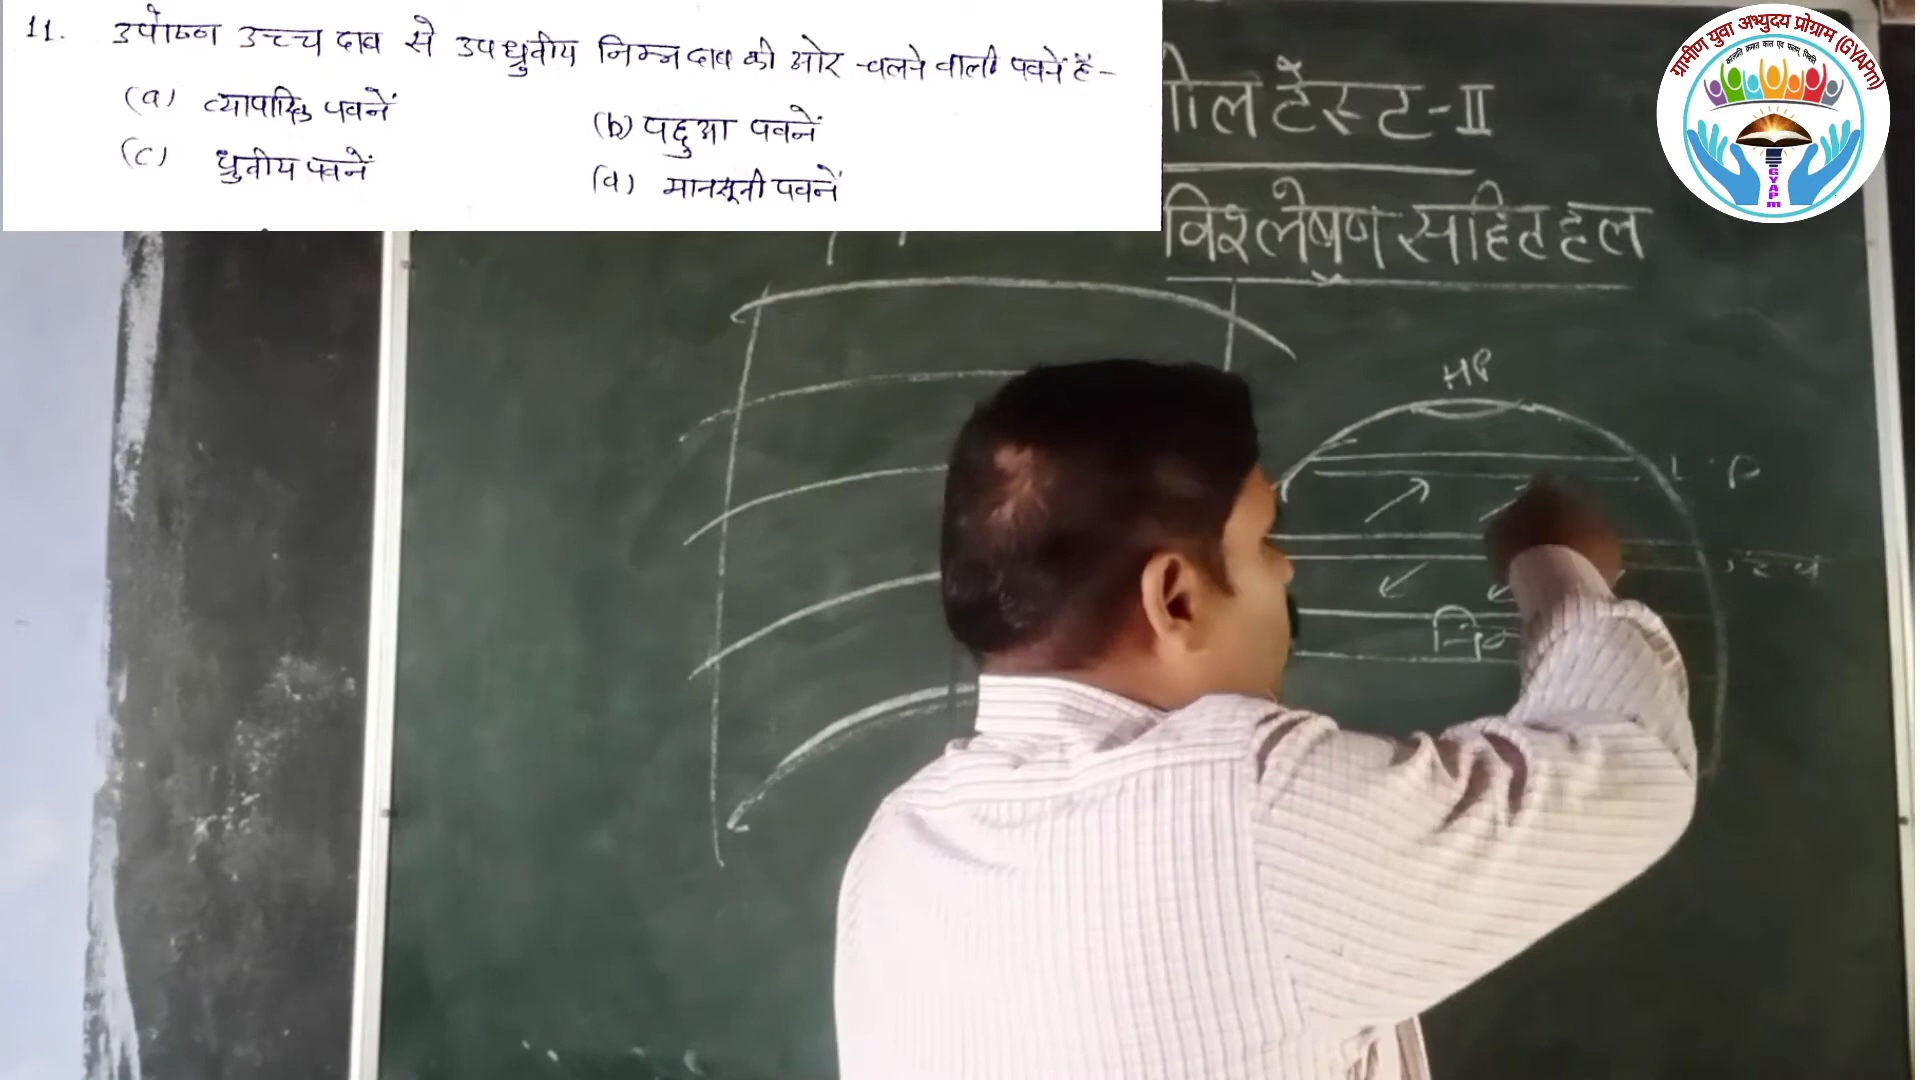 11. उपोष्ण उच्च दाब से उपध्रुवीय निम्न दाब की ओर चलने वाली पवनें हैं-
(a) व्यापारिक पवनें
(b) पछुआ पवनें
(c) ध्रुवीय पवनें
(d) मानसूनी पवनें
टेस्ट-II
विश्लेषण सहित हल
ग्रामीण युवा अभ्युदय प्रोग्राम (GYAPm)
GYAPm
HP